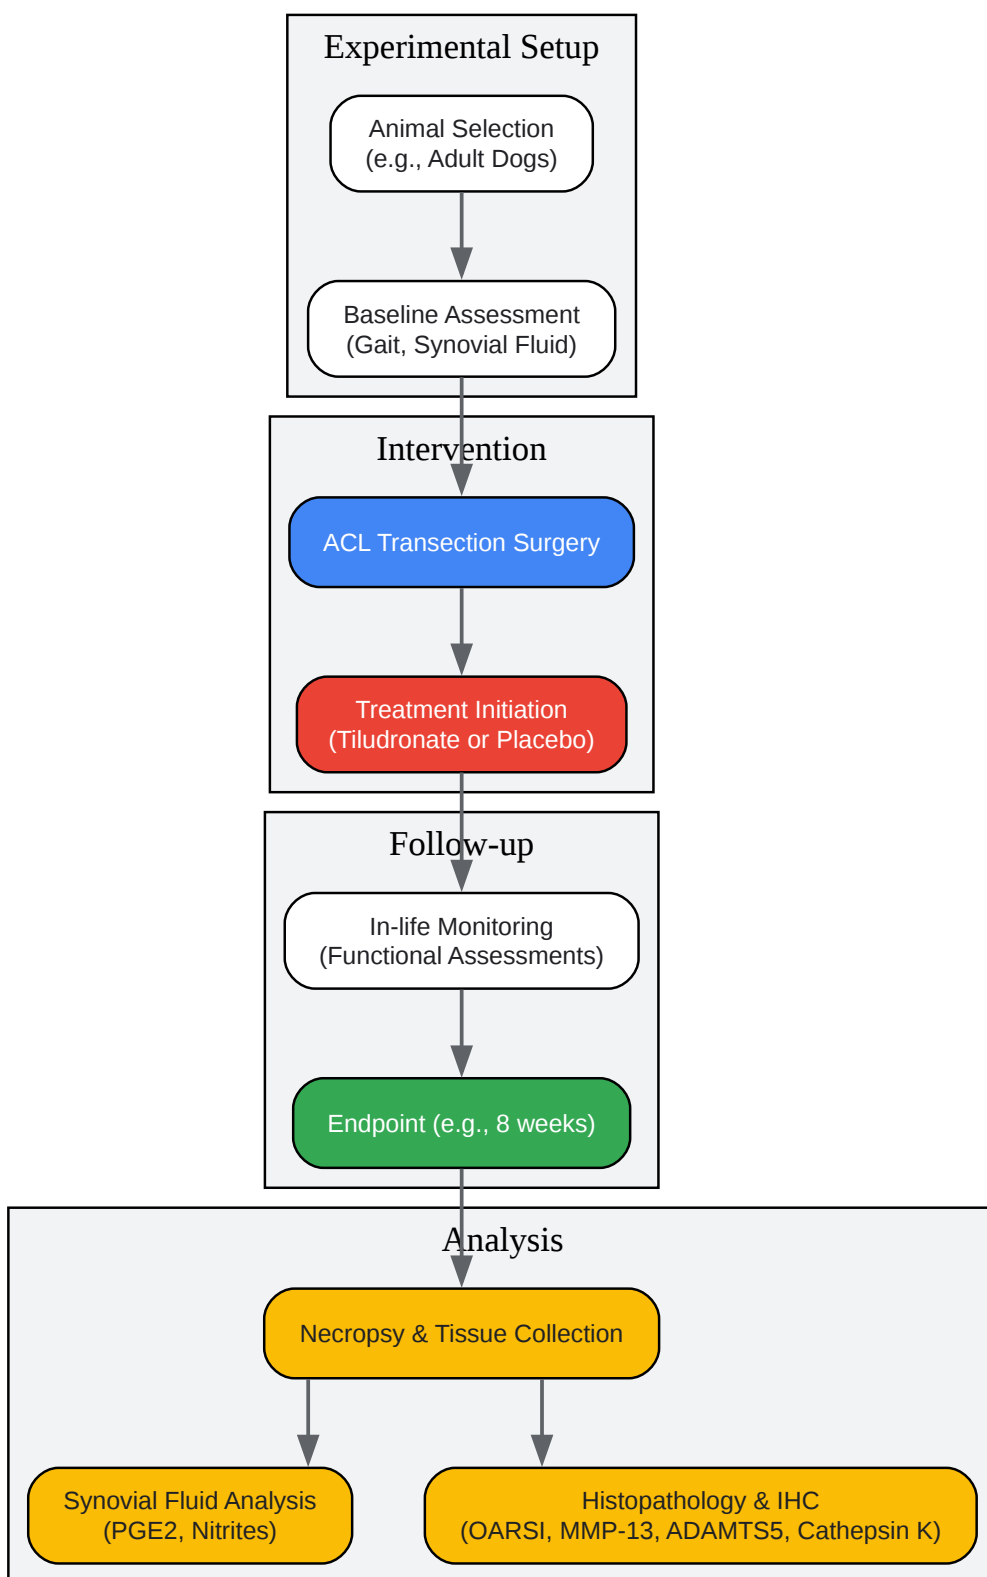 Experimental Setup
Animal Selection
(e.g., Adult Dogs)
Baseline Assessment
(Gait, Synovial Fluid)
Intervention
ACL Transection Surgery
Treatment Initiation
(Tiludronate or Placebo)
Follow-up
In-life Monitoring
(Functional Assessments)
Endpoint (e.g., 8 weeks)
Analysis
Necropsy & Tissue Collection
Synovial Fluid Analysis
(PGE2, Nitrites)
Histopathology & IHC
(OARSI, MMP-13, ADAMTS5, Cathepsin K)